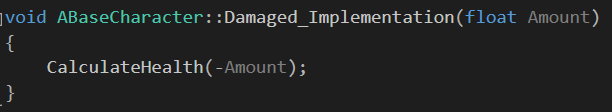 void ABaseCharacter::Damaged_Implementation(float Amount)
{
    CalculateHealth(-Amount);
}